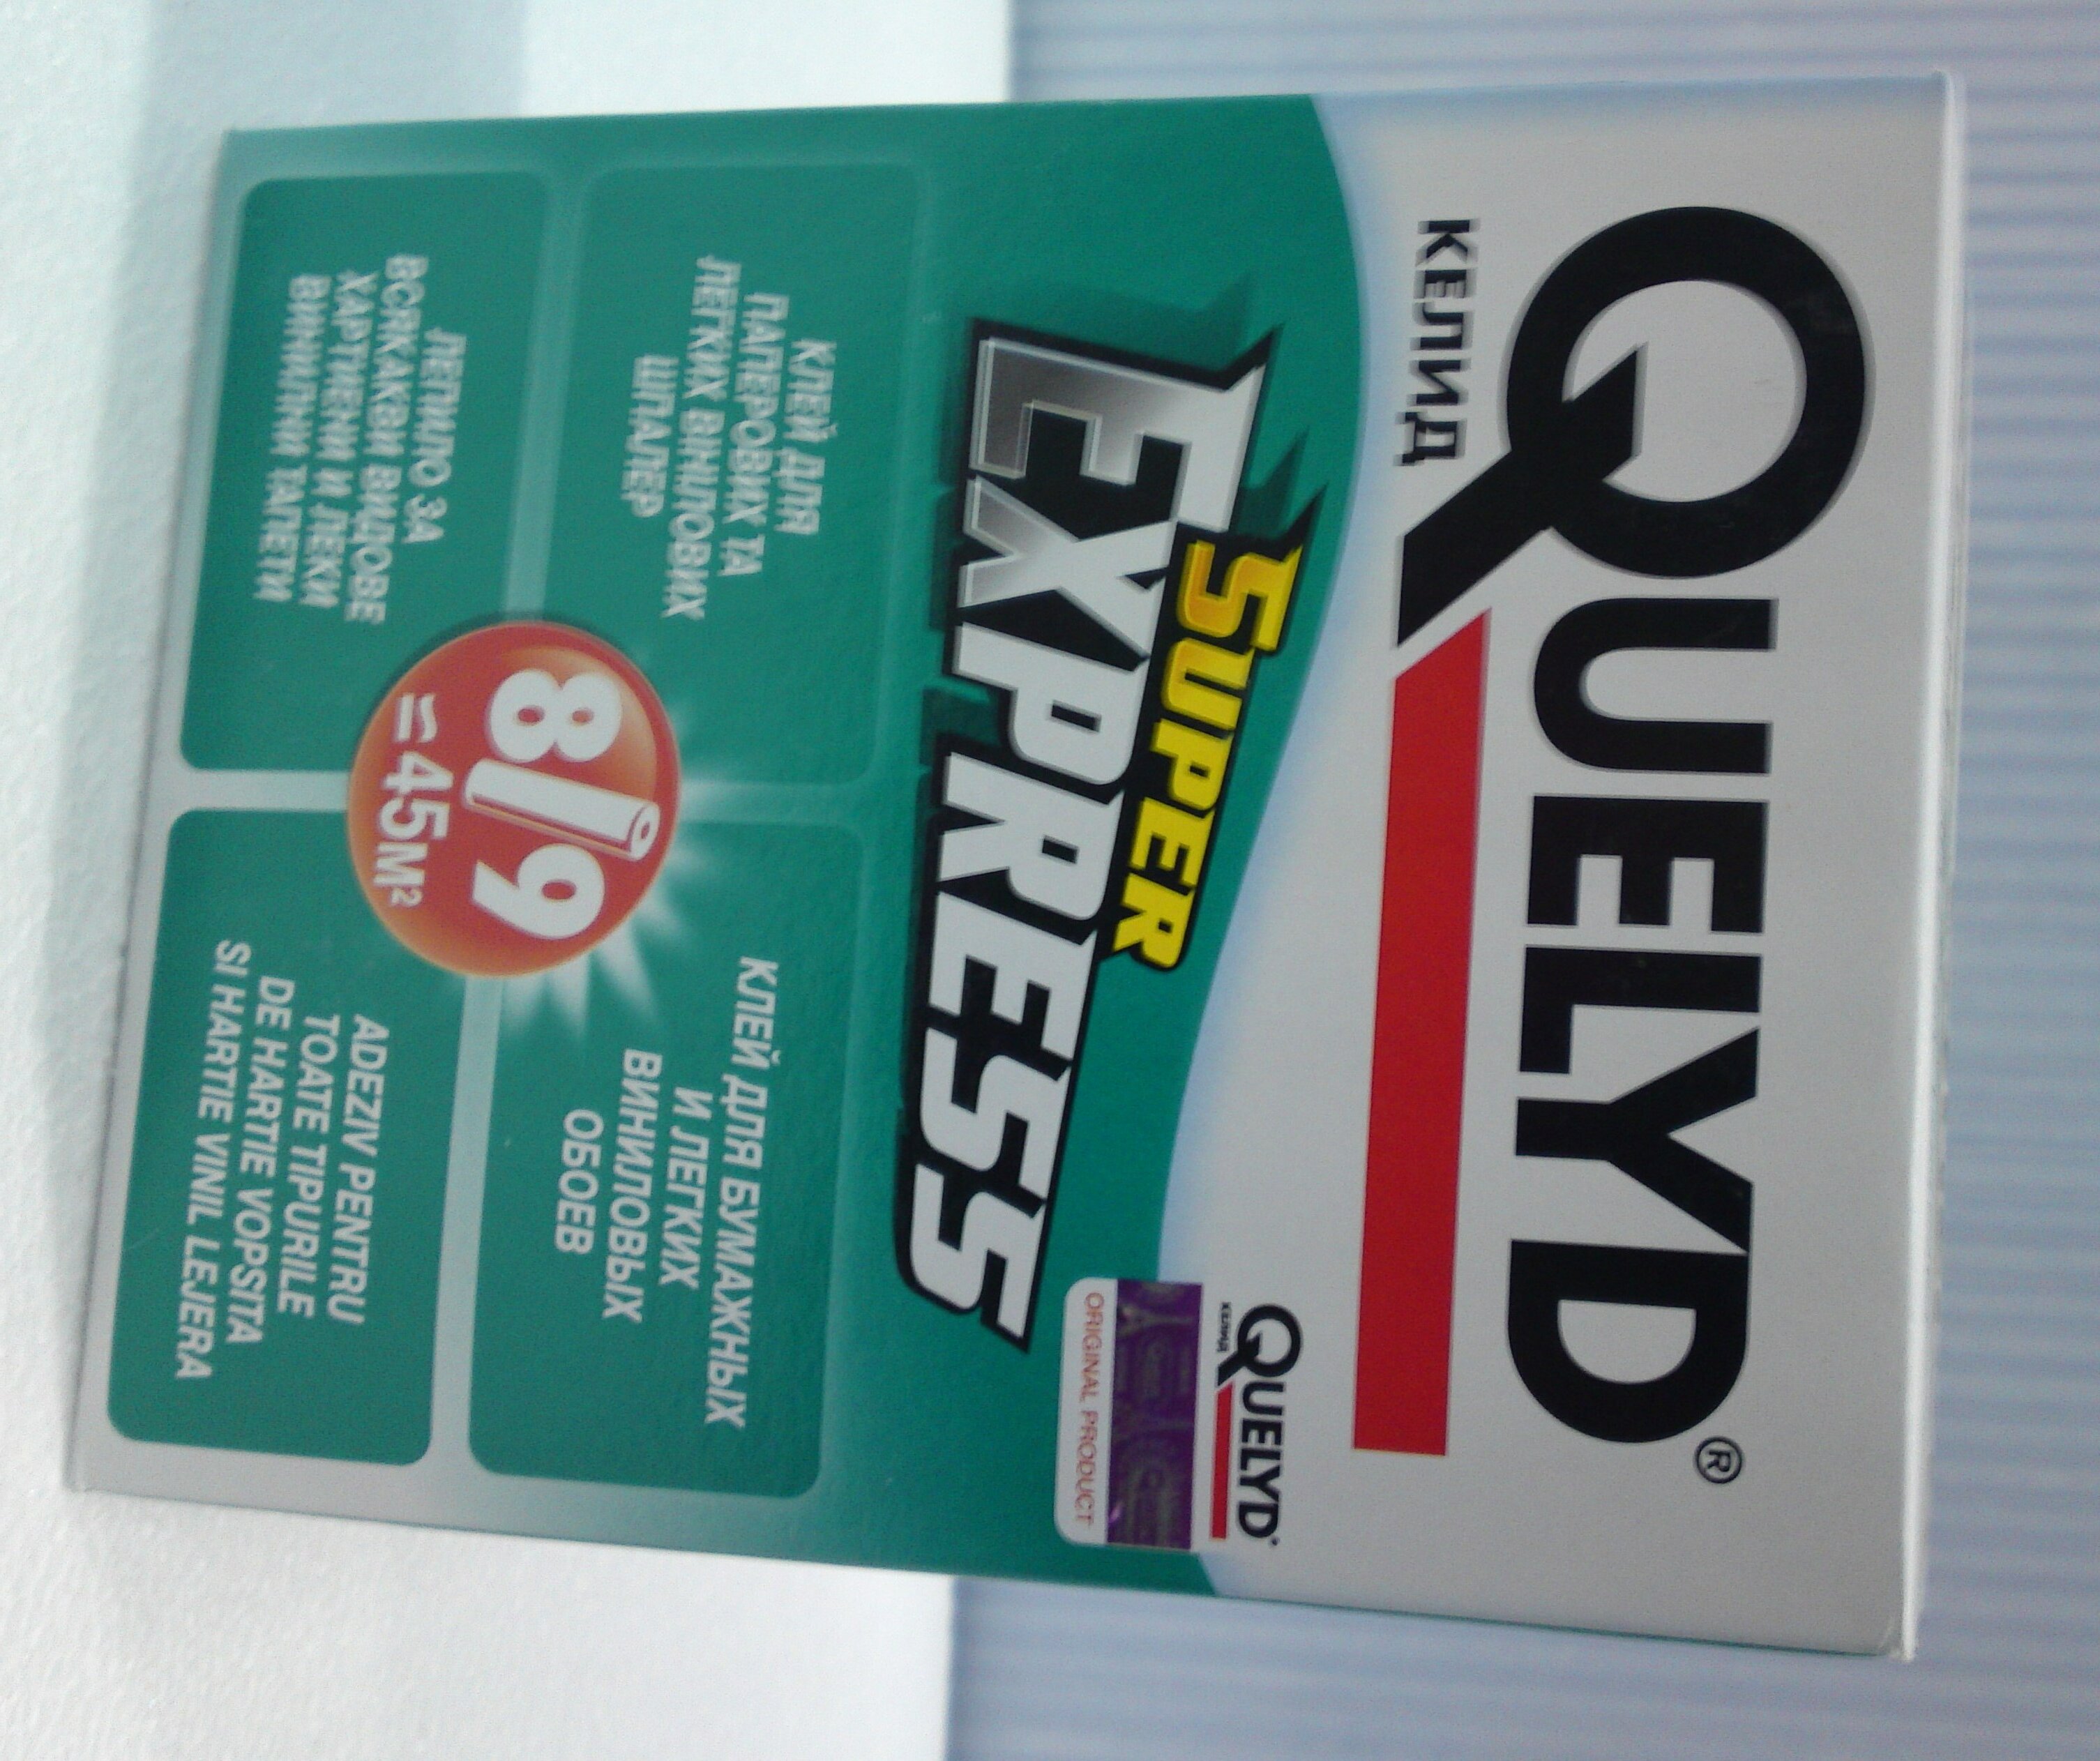 QUELYD®
КЕЛИД
QUELYD
КЕЛИД
ORIGINAL PRODUCT
SUPER
EXPRESS
КЛЕЙ ДЛЯ
ПАПЕРОВИХ ТА
ЛЕГКИХ ВІНІЛОВИХ
ШПАЛЕР
КЛЕЙ ДЛЯ БУМАЖНЫХ
И ЛЕГКИХ
ВИНИЛОВЫХ
ОБОЕВ
8 9
≈ 45M²
ЛЕПИЛО ЗА
ВСЯКАКВИ ВИДОВЕ
ХАРТИЕНИ И ЛЕКИ
ВИНИЛНИ ТАПЕТИ
ADEZIV PENTRU
TOATE TIPURILE
DE HARTIE VOPSITA
SI HARTIE VINIL LEJERA